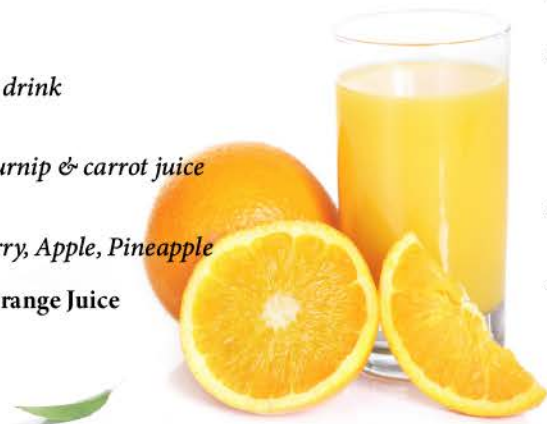 drink
urnip & carrot juice
rry, Apple, Pineapple
range Juice